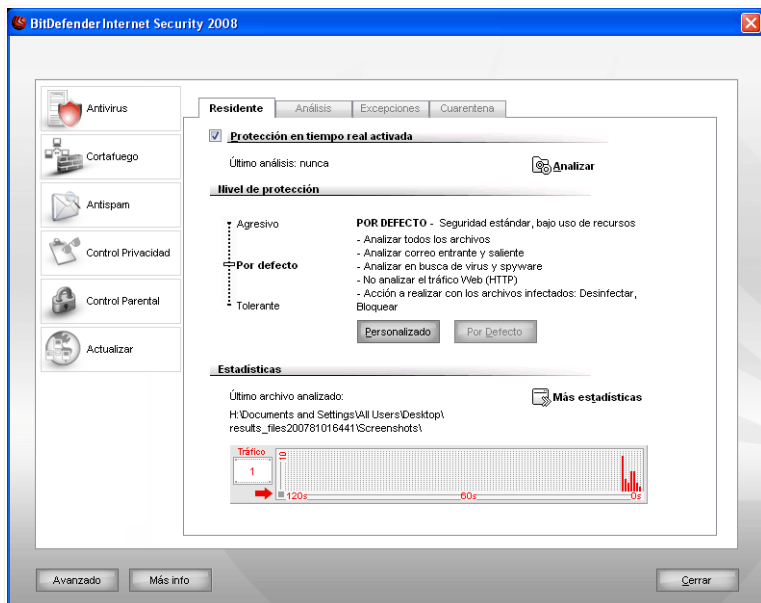 BitDefender Internet Security 2008
Antivirus
Cortafuego
Antispam
Control Privacidad
Control Parental
Actualizar
Residente
Análisis
Excepciones
Cuarentena
Protección en tiempo real activada
Último análisis: nunca
Analizar
Nivel de protección
Agresivo
Por defecto
Tolerante
POR DEFECTO - Seguridad estándar, bajo uso de recursos
- Analizar todos los archivos
- Analizar correo entrante y saliente
- Analizar en busca de virus y spyware
- No analizar el tráfico Web (HTTP)
- Acción a realizar con los archivos infectados: Desinfectar,
Bloquear
Personalizado
Por Defecto
Estadísticas
Último archivo analizado:
Más estadísticas
H:\Documents and Settings\All Users\Desktop\
results_files200781016441\Screenshots\
Tráfico
1
10
120s
60s
0s
Avanzado
Más info
Cerrar